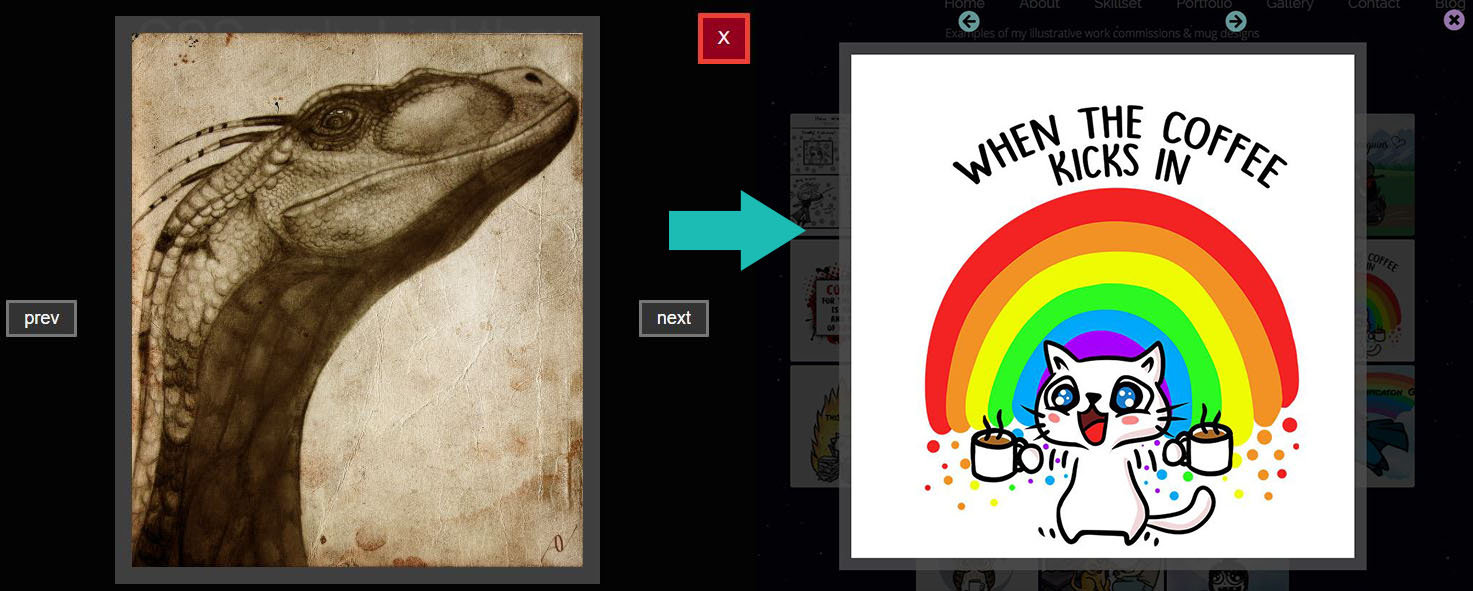 X
prev
next
Home About Skillset Portfolio Gallery Contact Blog
Examples of my illustrative work commissions & mug designs
WHEN THE COFFEE
KICKS IN